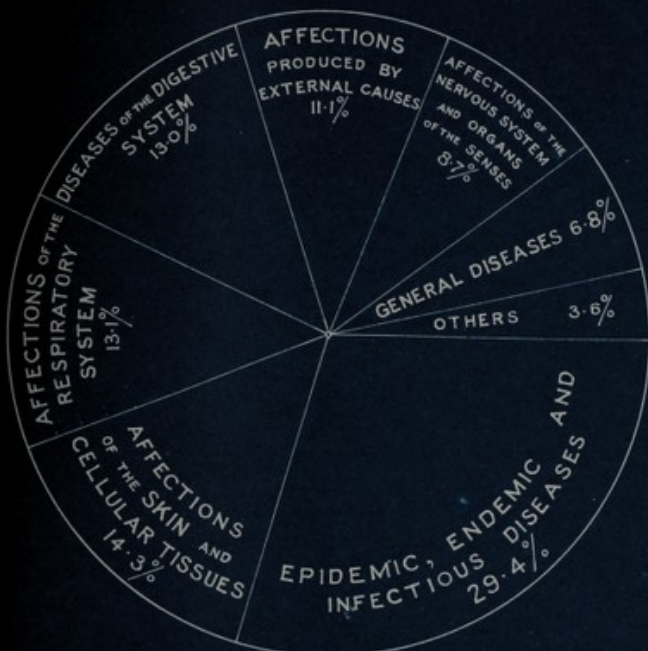 AFFECTIONS
PRODUCED BY
EXTERNAL CAUSES
11·1%
AFFECTIONS OF THE
NERVOUS SYSTEM
AND ORGANS
OF THE SENSES
8·7%
GENERAL DISEASES 6·8%
OTHERS 3·6%
EPIDEMIC, ENDEMIC AND
INFECTIOUS DISEASES
29·4%
AFFECTIONS
OF THE SKIN AND
CELLULAR TISSUES
14·3%
AFFECTIONS OF THE
RESPIRATORY
SYSTEM
13·1%
DISEASES OF THE DIGESTIVE
SYSTEM
13·0%